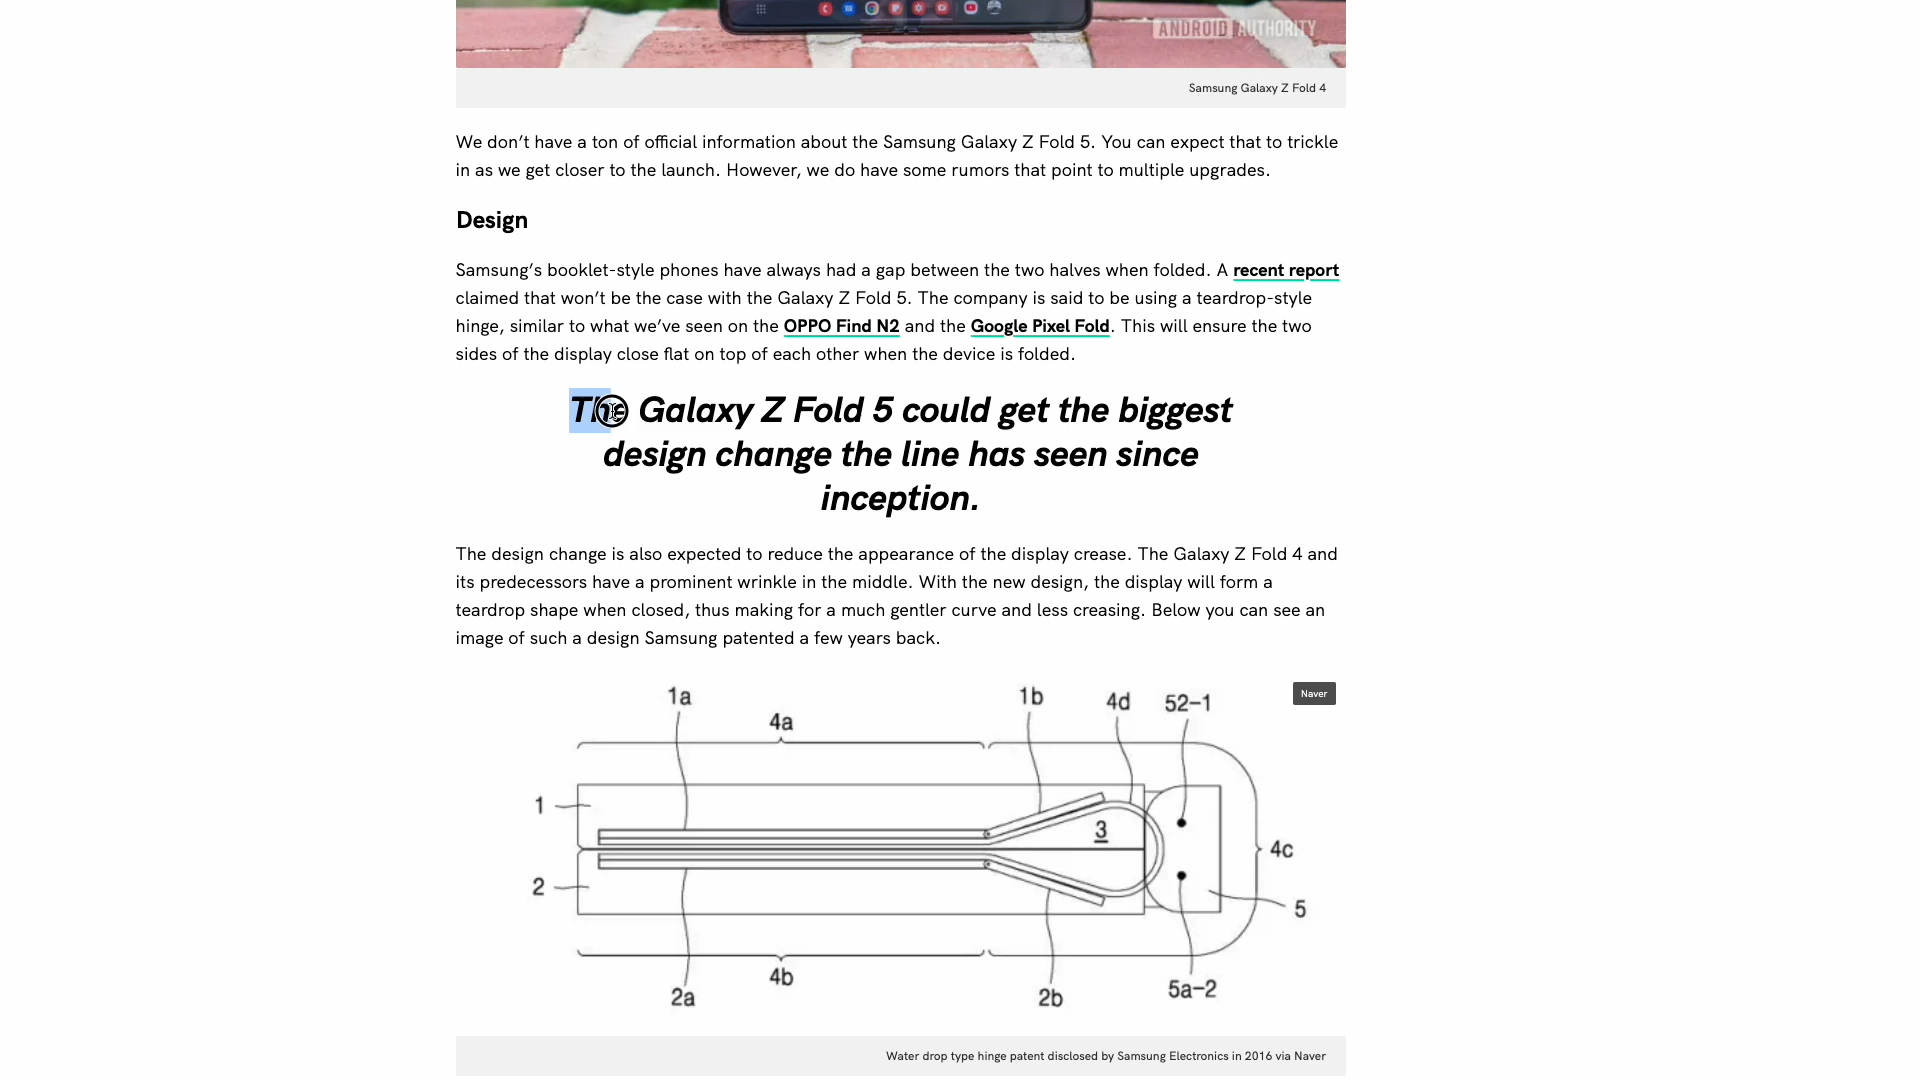 ANDROID AUTHORITY
Samsung Galaxy Z Fold 4
We don’t have a ton of official information about the Samsung Galaxy Z Fold 5. You can expect that to trickle
in as we get closer to the launch. However, we do have some rumors that point to multiple upgrades.
Design
Samsung’s booklet-style phones have always had a gap between the two halves when folded. A recent report
claimed that won’t be the case with the Galaxy Z Fold 5. The company is said to be using a teardrop-style
hinge, similar to what we’ve seen on the OPPO Find N2 and the Google Pixel Fold. This will ensure the two
sides of the display close flat on top of each other when the device is folded.
The Galaxy Z Fold 5 could get the biggest
design change the line has seen since
inception.
The design change is also expected to reduce the appearance of the display crease. The Galaxy Z Fold 4 and
its predecessors have a prominent wrinkle in the middle. With the new design, the display will form a
teardrop shape when closed, thus making for a much gentler curve and less creasing. Below you can see an
image of such a design Samsung patented a few years back.
1a 1b 4d 52-1 Naver
4a
1
3
4c
2
5
4b
2a 2b 5a-2
Water drop type hinge patent disclosed by Samsung Electronics in 2016 via Naver